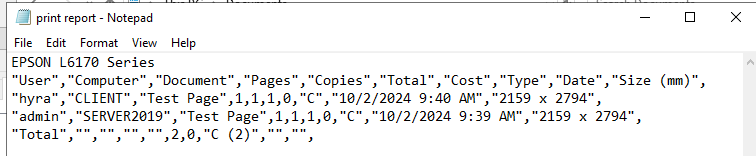 print report - Notepad
File Edit Format View Help
EPSON L6170 Series
"User","Computer","Document","Pages","Copies","Total","Cost","Type","Date","Size (mm)",
"hyra","CLIENT","Test Page",1,1,1,0,"C","10/2/2024 9:40 AM","2159 x 2794",
"admin","SERVER2019","Test Page",1,1,1,0,"C","10/2/2024 9:39 AM","2159 x 2794",
"Total","","","","",2,0,"C (2)","","",